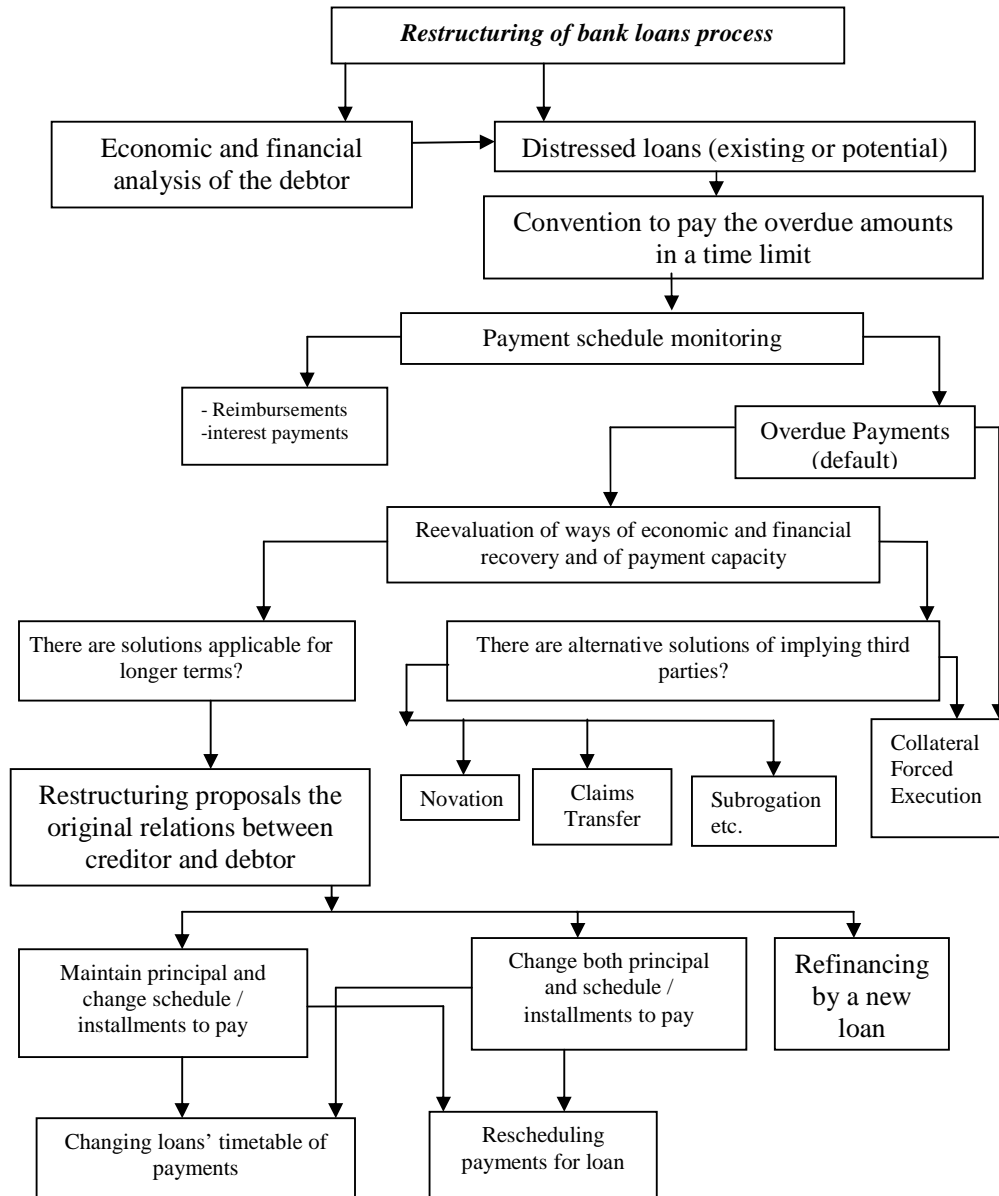 Restructuring of bank loans process
Economic and financial
analysis of the debtor
Distressed loans (existing or potential)
Convention to pay the overdue amounts
in a time limit
Payment schedule monitoring
- Reimbursements
-interest payments
Overdue Payments
(default)
Reevaluation of ways of economic and financial
recovery and of payment capacity
There are solutions applicable for
longer terms?
There are alternative solutions of implying third
parties?
Collateral
Forced
Execution
Novation
Claims
Transfer
Subrogation
etc.
Restructuring proposals the
original relations between
creditor and debtor
Maintain principal and
change schedule /
installments to pay
Change both principal
and schedule /
installments to pay
Refinancing
by a new
loan
Changing loans’ timetable of
payments
Rescheduling
payments for loan